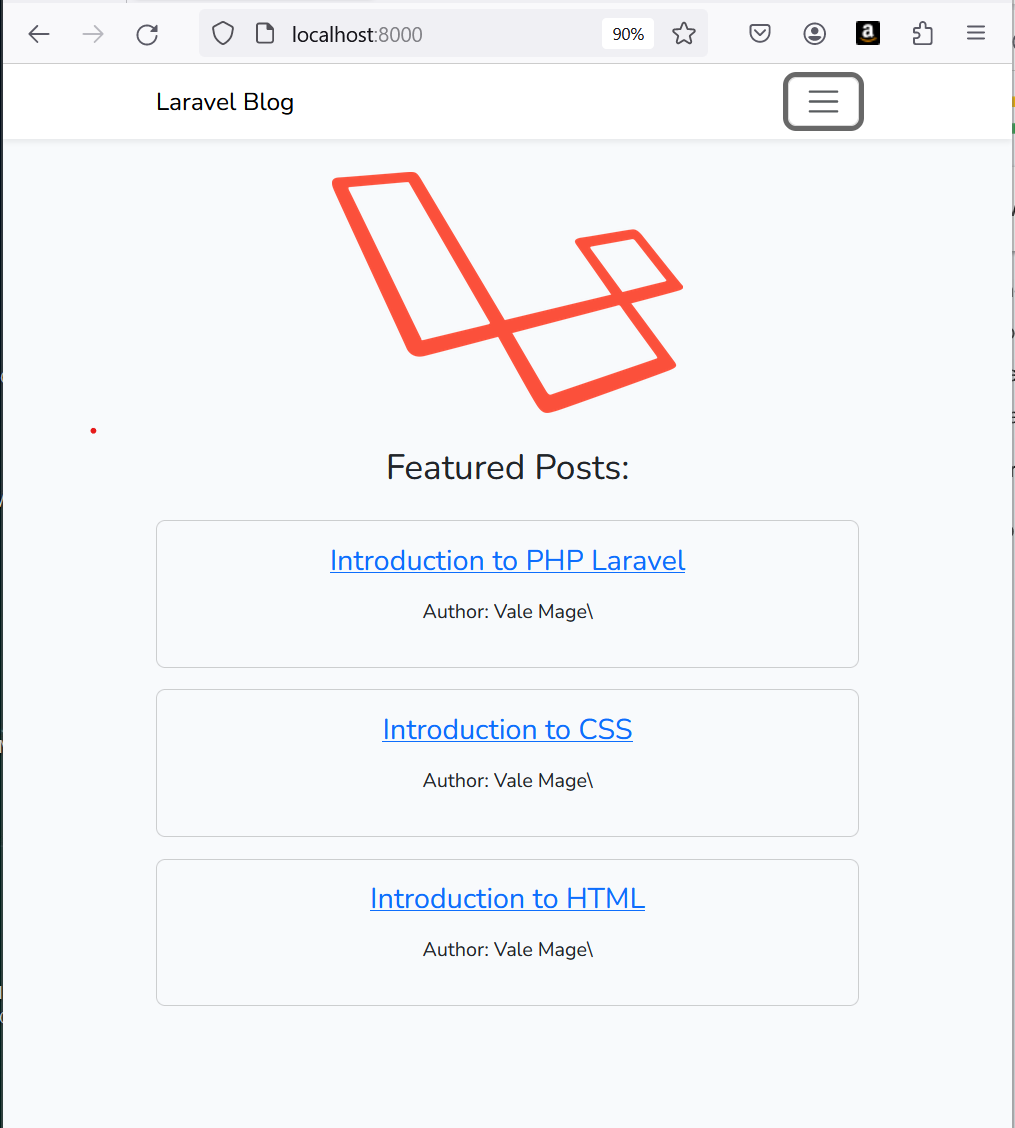 localhost:8000
90%
a
Laravel Blog
Featured Posts:
Introduction to PHP Laravel
Author: Vale Mage\
Introduction to CSS
Author: Vale Mage\
Introduction to HTML
Author: Vale Mage\